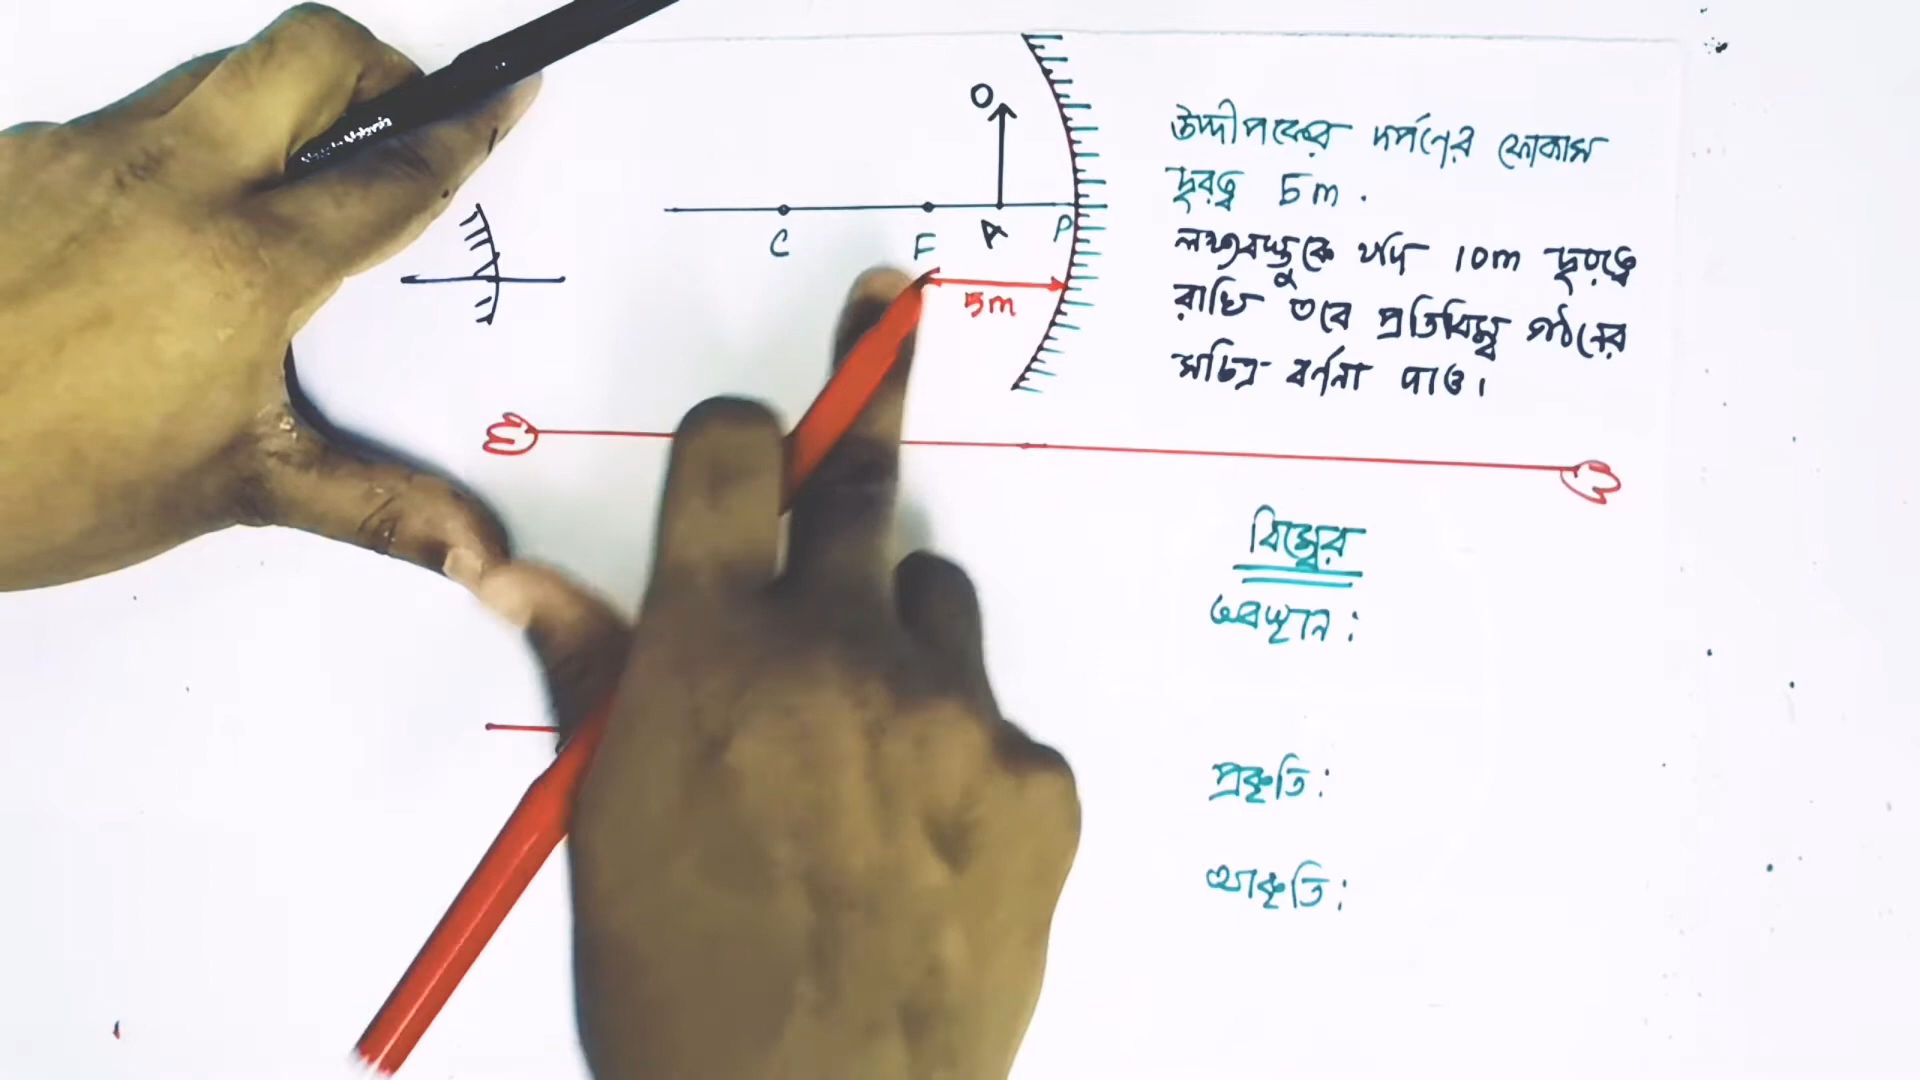 O
C
F
A
P
5m
উদ্দীপকের দর্পণের ফোকাস
দূরত্ব 5m.
লক্ষ্যবস্তুকে যদি 10m দূরত্বে
রাখি তবে প্রতিবিম্ব গঠনের
সচিত্র বর্ণনা দাও।
বিম্বের
অবস্থান :
প্রকৃতি :
আকৃতি :